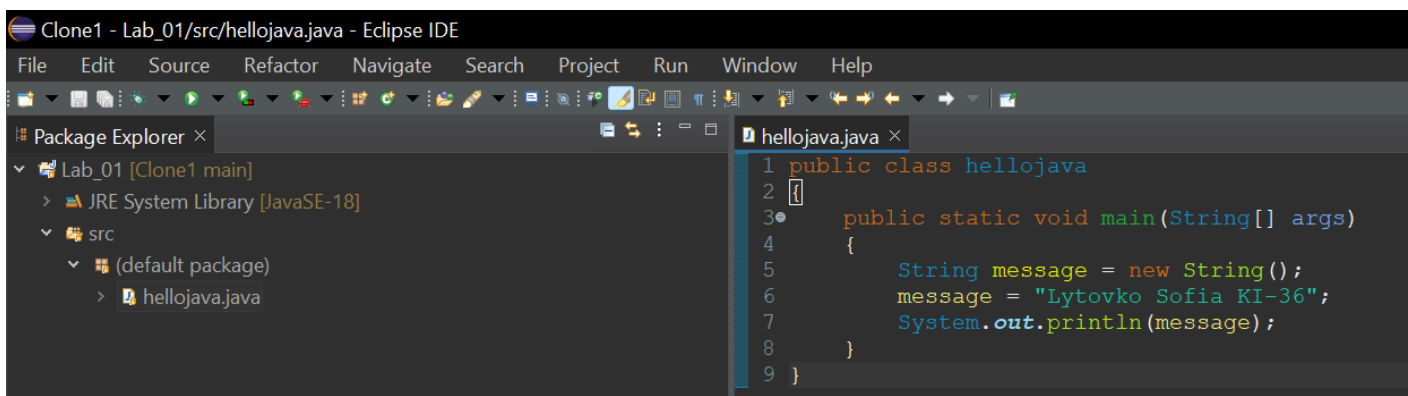 Clone1 - Lab_01/src/hellojava.java - Eclipse IDE
File Edit Source Refactor Navigate Search Project Run Window Help
Package Explorer
Lab_01 [Clone1 main]
JRE System Library [JavaSE-18]
src
(default package)
hellojava.java
hellojava.java
1 public class hellojava
2 {
3 public static void main(String[] args)
4 {
5 String message = new String();
6 message = "Lytovko Sofia KI-36";
7 System.out.println(message);
8 }
9 }